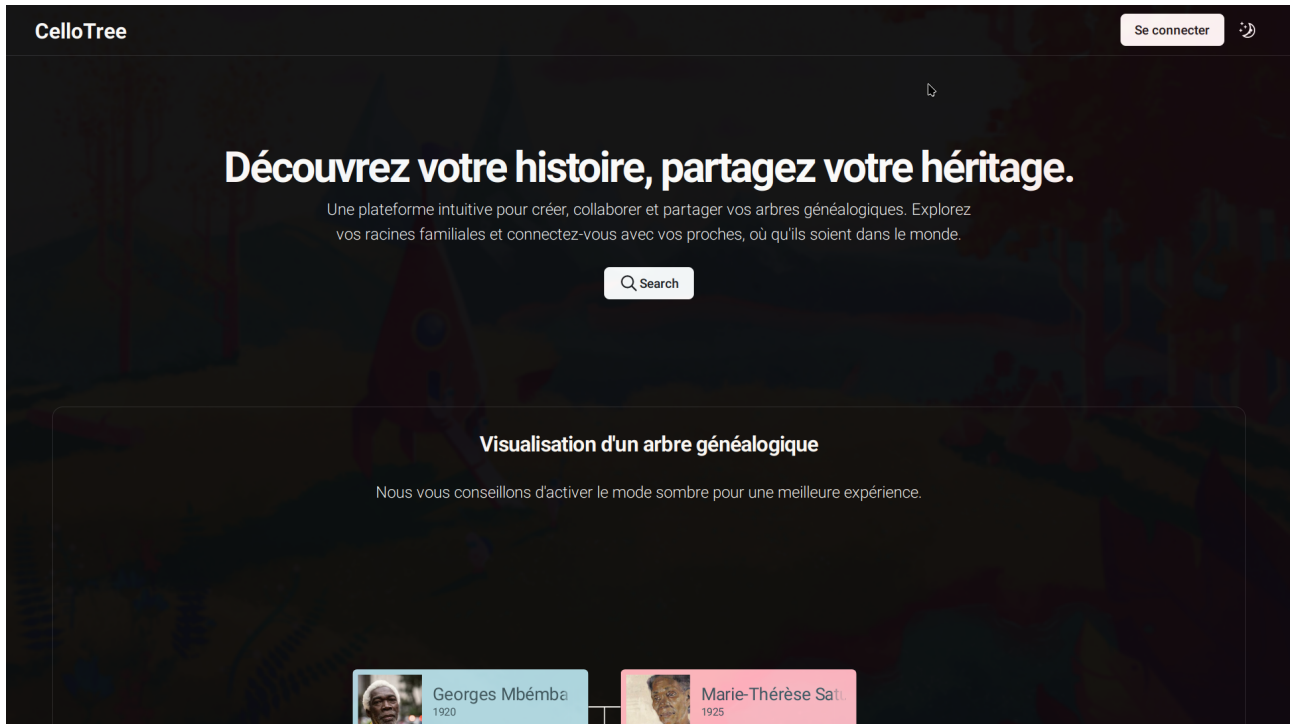 CelloTree
Se connecter
Découvrez votre histoire, partagez votre héritage.
Une plateforme intuitive pour créer, collaborer et partager vos arbres généalogiques. Explorez
vos racines familiales et connectez-vous avec vos proches, où qu'ils soient dans le monde.
Search
Visualisation d'un arbre généalogique
Nous vous conseillons d'activer le mode sombre pour une meilleure expérience.
Georges Mbémba
1920
Marie-Thérèse
1925